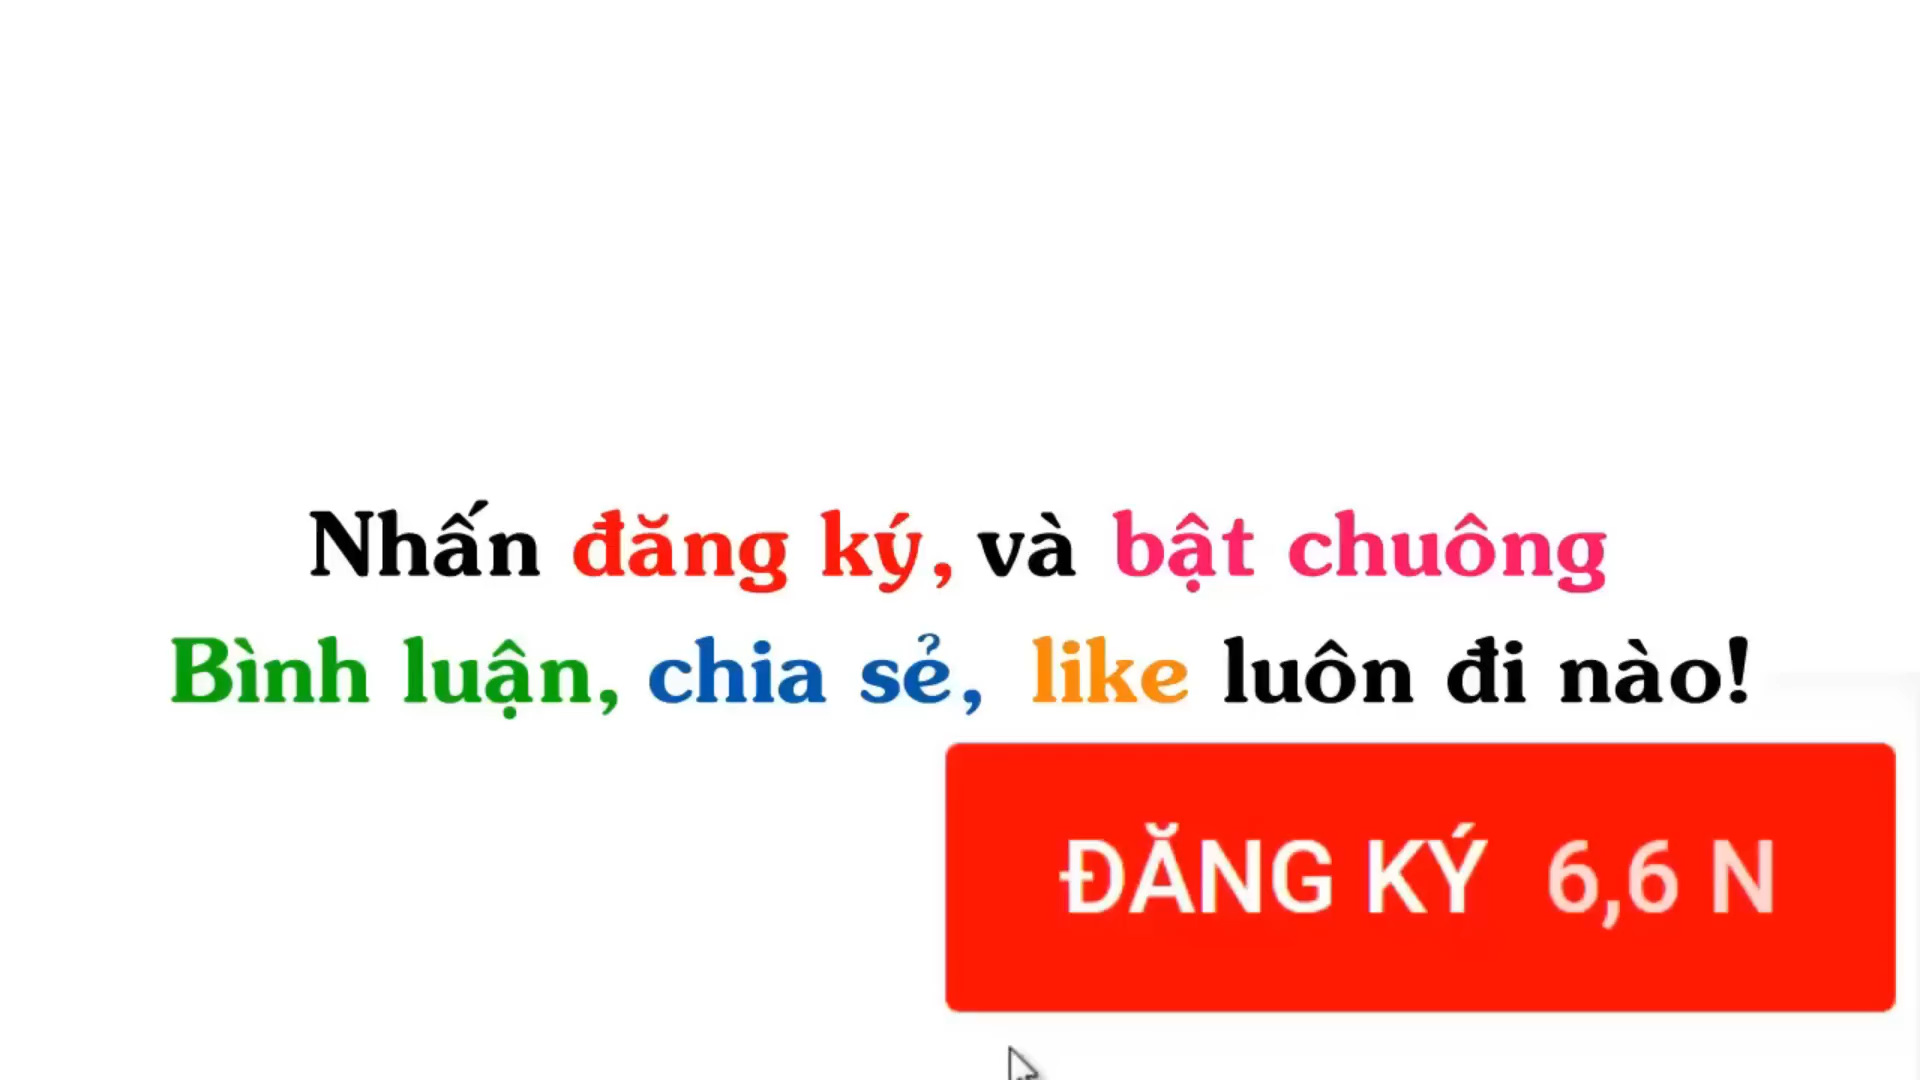 Nhấn đăng ký, và bật chuông
Bình luận, chia sẻ, like luôn đi nào!
ĐĂNG KÝ 6,6 N